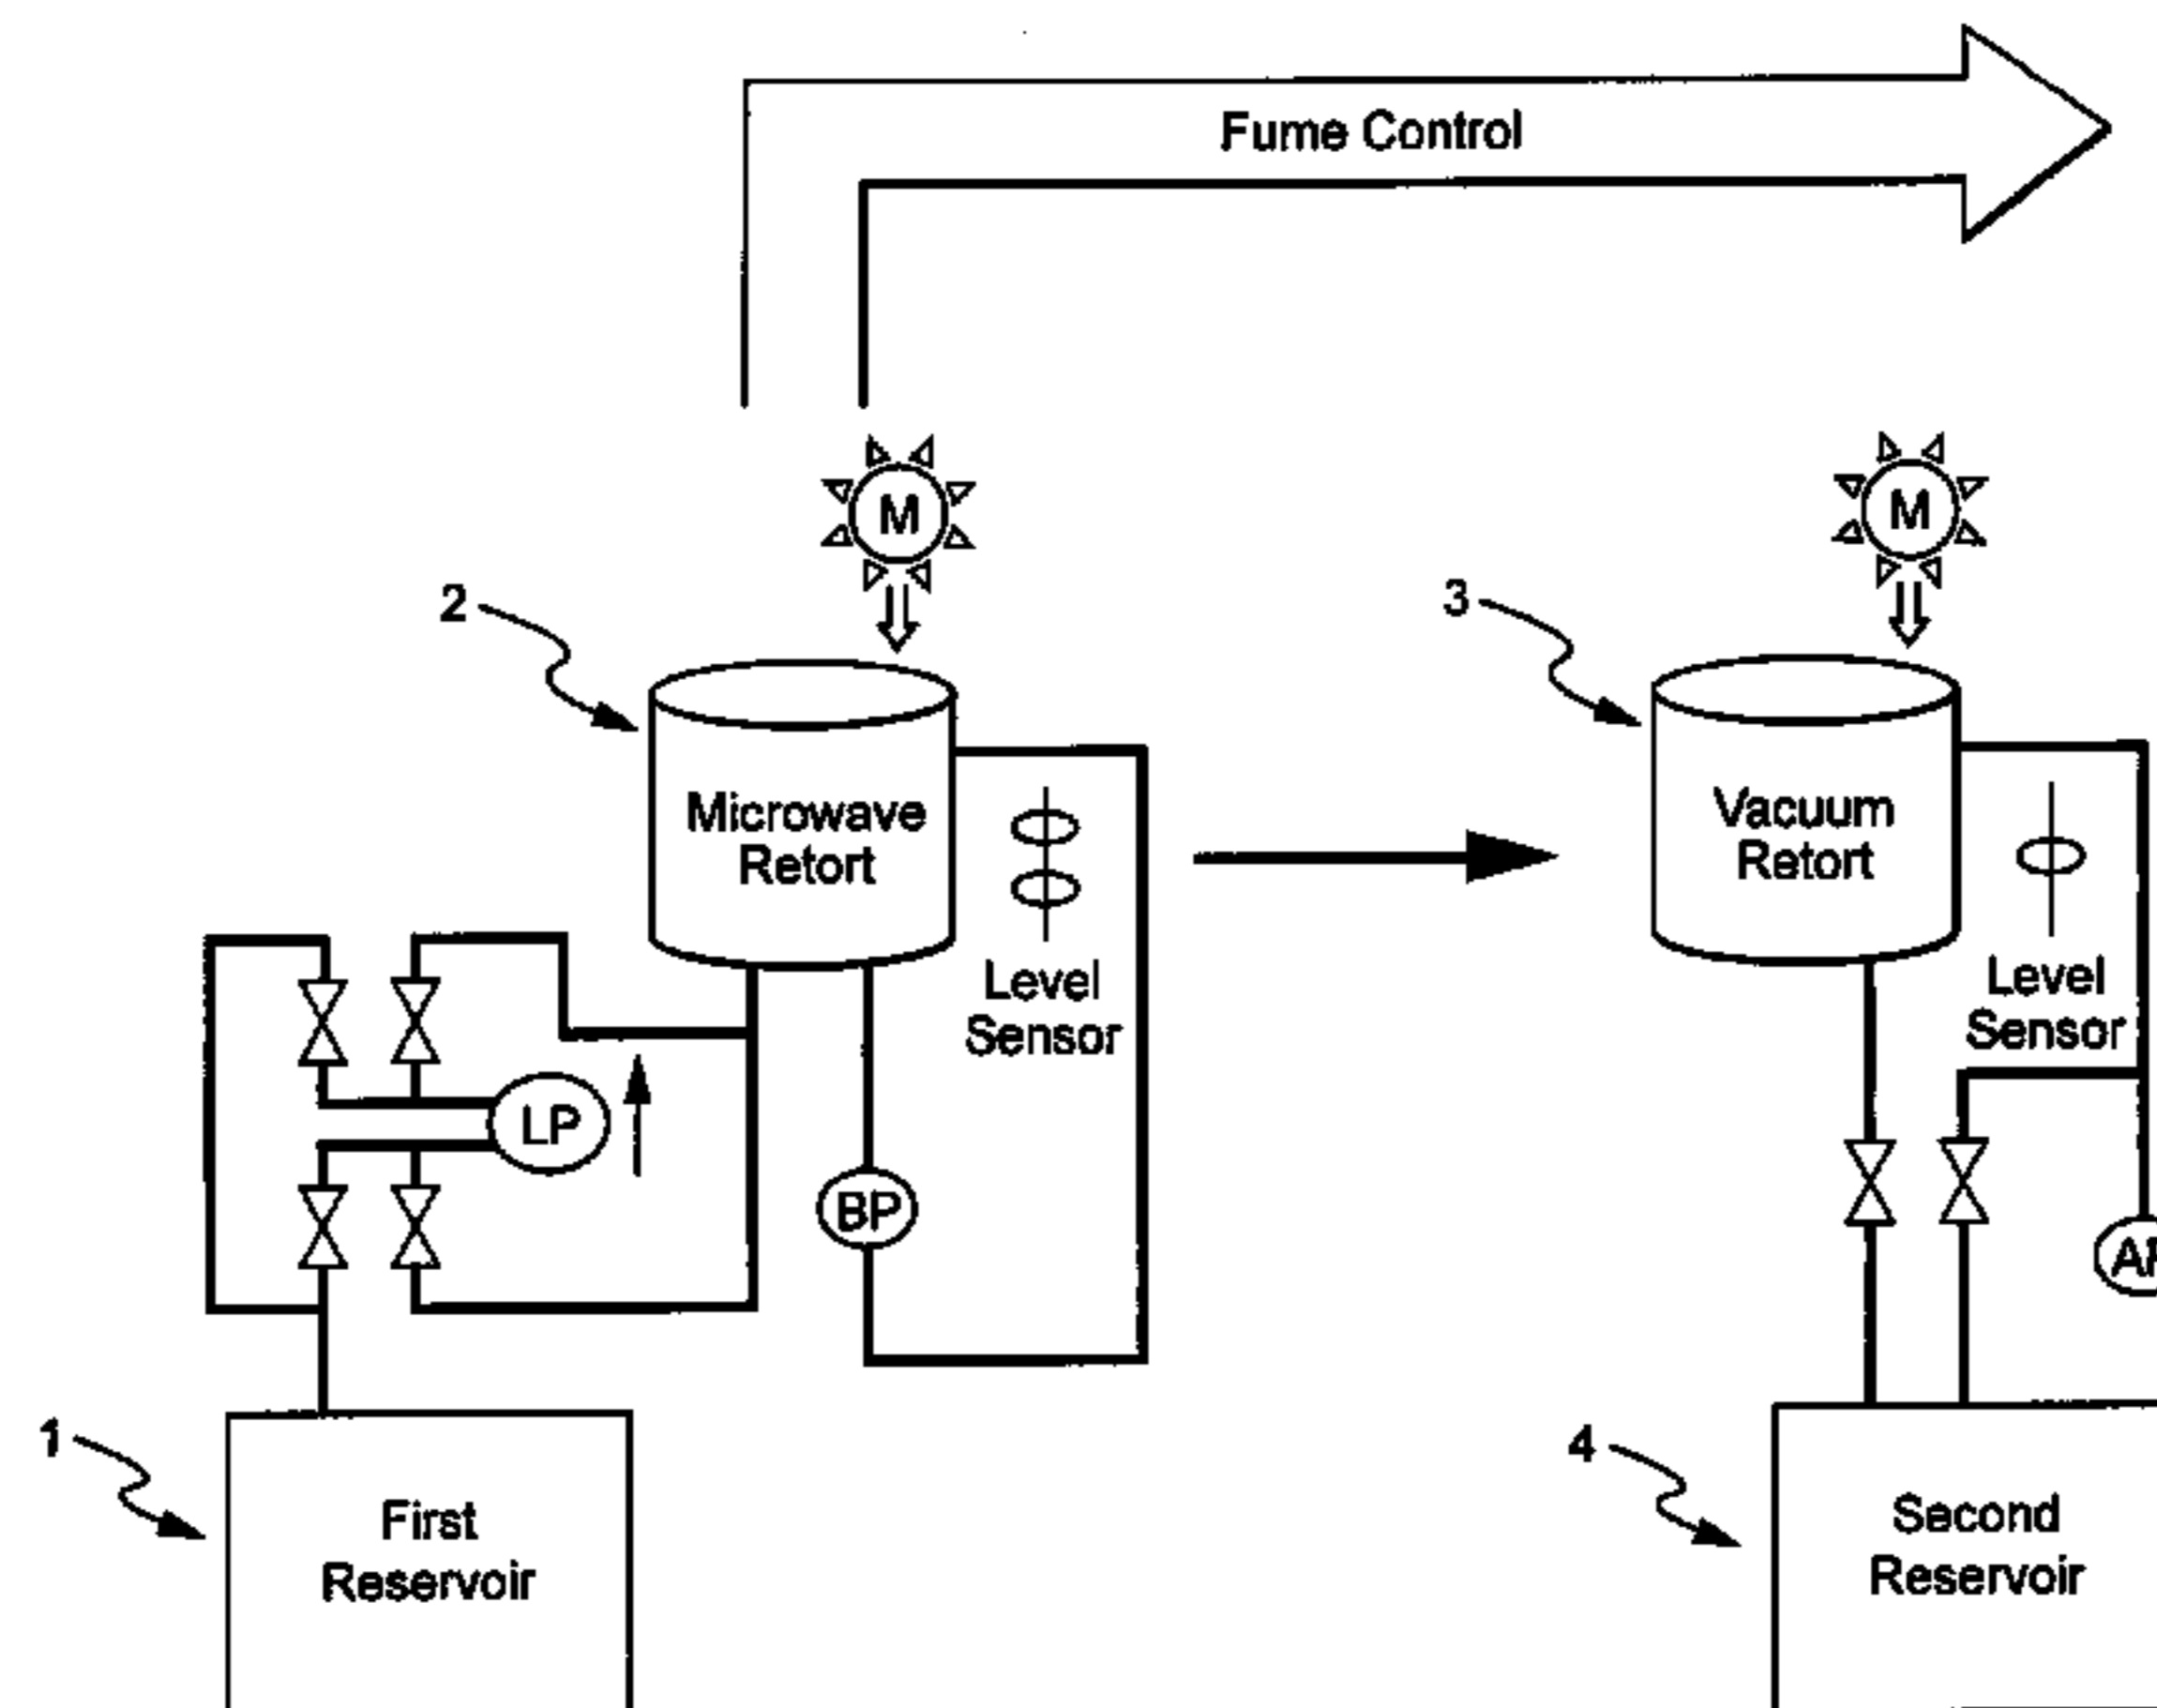 Fume Control
M
M
2
3
Microwave
Retort
Vacuum
Retort
Level
Sensor
Level
Sensor
LP
BP
1
4
First
Reservoir
Second
Reservoir